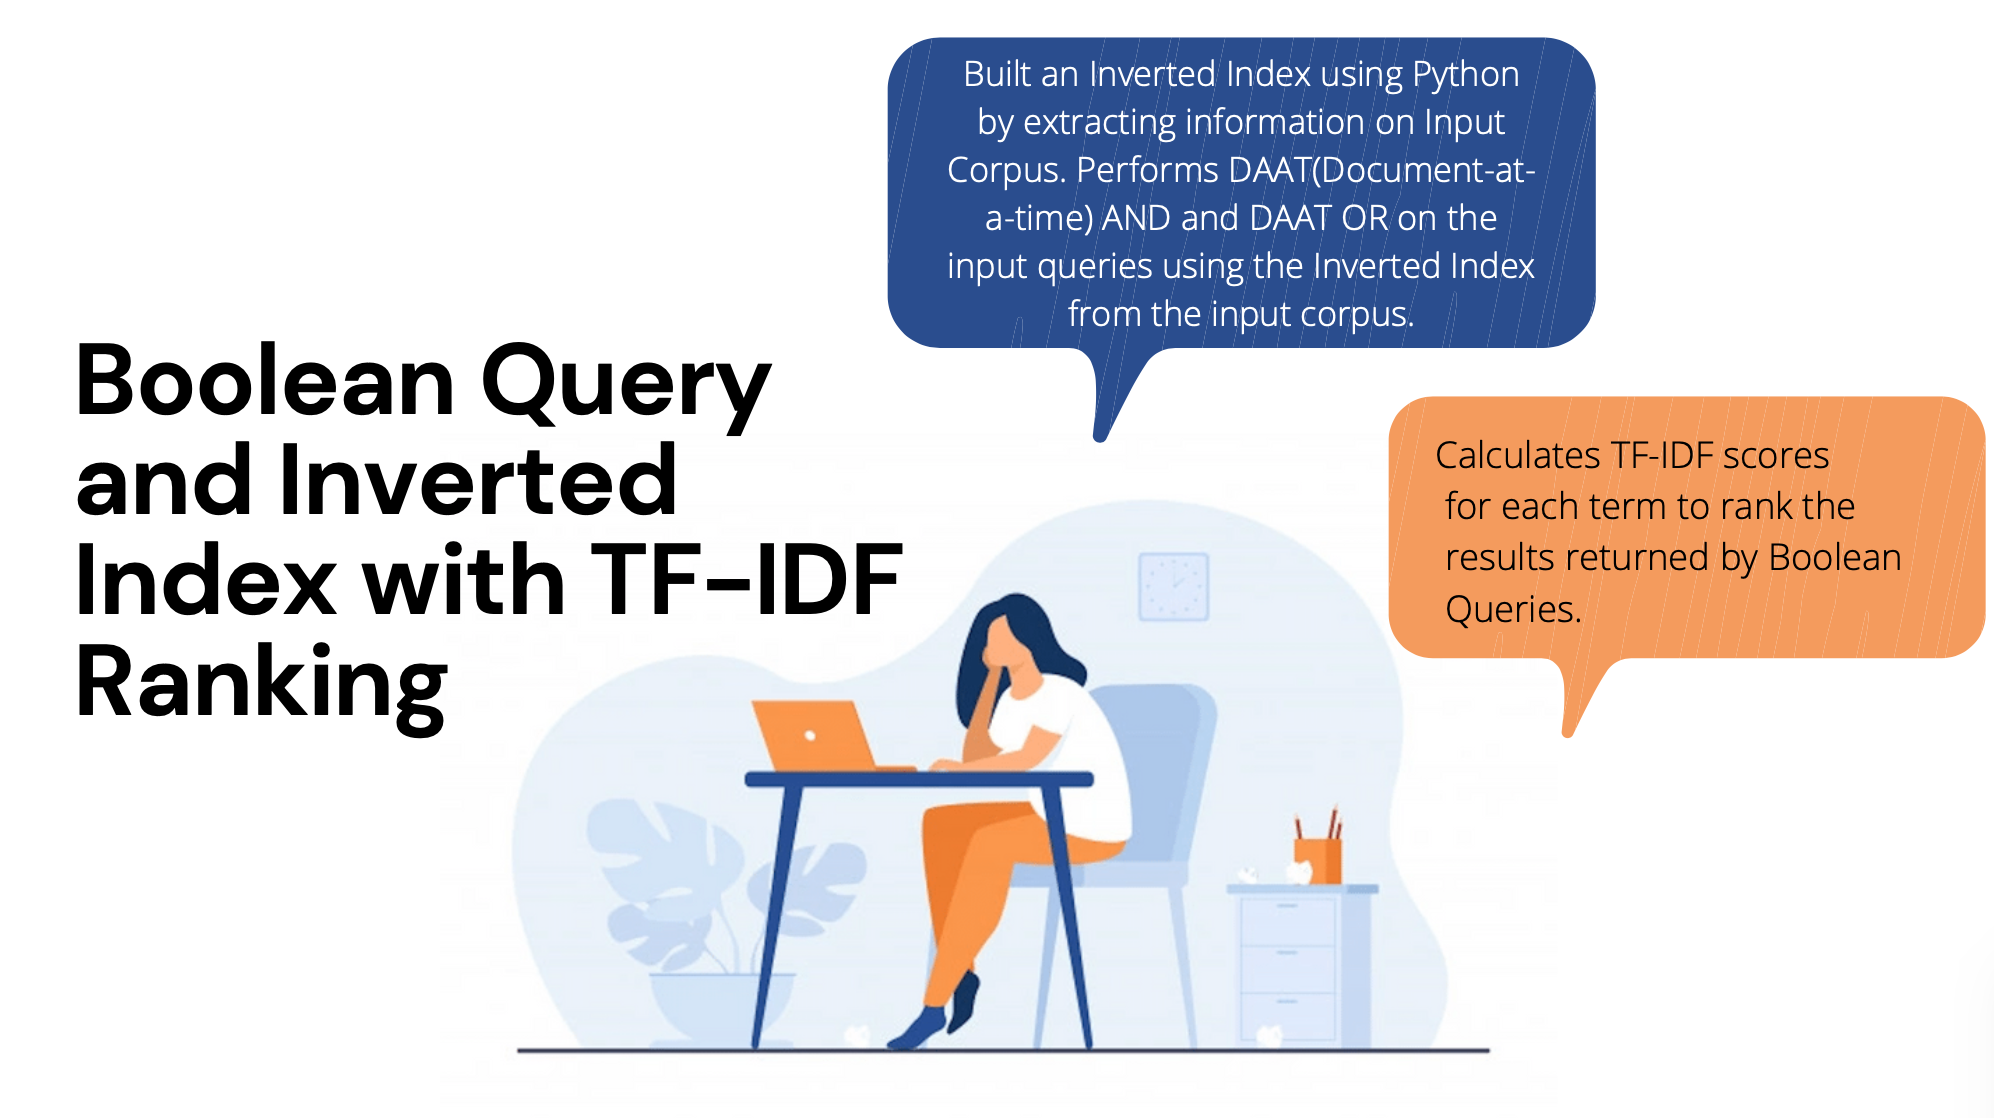 Boolean Query
and Inverted
Index with TF-IDF
Ranking
Built an Inverted Index using Python
by extracting information on Input
Corpus. Performs DAAT(Document-at-
a-time) AND and DAAT OR on the
input queries using the Inverted Index
from the input corpus.
Calculates TF-IDF scores
for each term to rank the
results returned by Boolean
Queries.